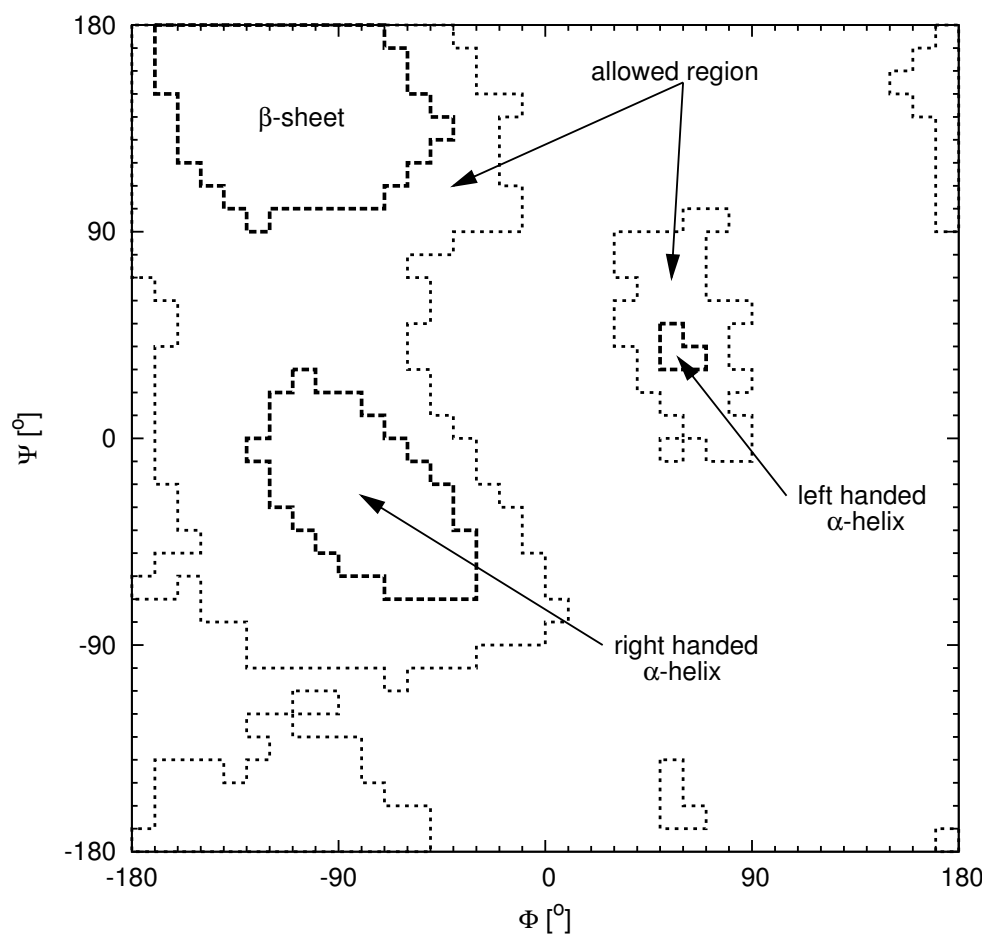 180
allowed region
β-sheet
90
Ψ [°]
0
left handed
α-helix
-90
right handed
α-helix
-180
-180
-90
0
90
180
Φ [°]